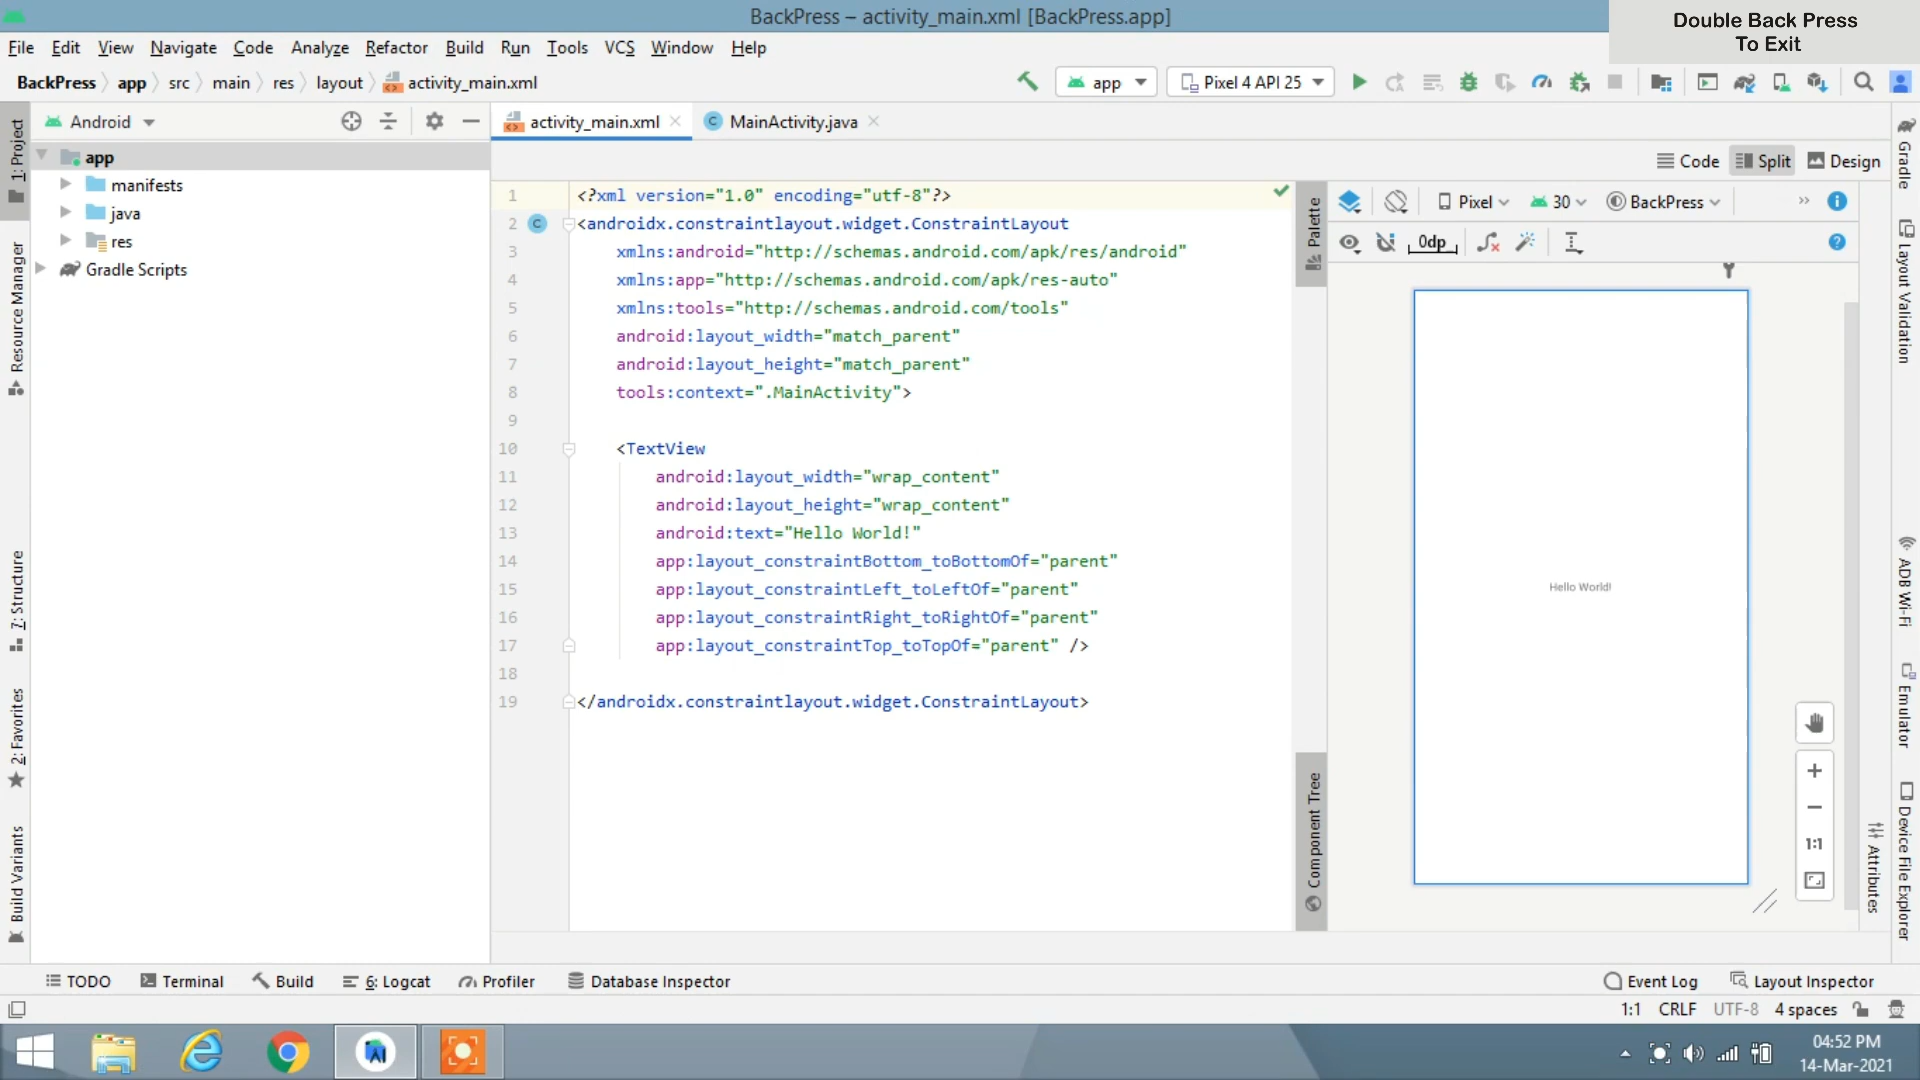 BackPress – activity_main.xml [BackPress.app]
Double Back Press
To Exit
File Edit View Navigate Code Analyze Refactor Build Run Tools VCS Window Help
BackPress app src main res layout activity_main.xml
app Pixel 4 API 25
Android
activity_main.xml MainActivity.java
Code Split Design
app
manifests
java
res
Gradle Scripts
1: Project
Resource Manager
7: Structure
2: Favorites
Build Variants
1 <?xml version="1.0" encoding="utf-8"?>
2 C <androidx.constraintlayout.widget.ConstraintLayout
3 xmlns:android="http://schemas.android.com/apk/res/android"
4 xmlns:app="http://schemas.android.com/apk/res-auto"
5 xmlns:tools="http://schemas.android.com/tools"
6 android:layout_width="match_parent"
7 android:layout_height="match_parent"
8 tools:context=".MainActivity">
9
10 <TextView
11 android:layout_width="wrap_content"
12 android:layout_height="wrap_content"
13 android:text="Hello World!"
14 app:layout_constraintBottom_toBottomOf="parent"
15 app:layout_constraintLeft_toLeftOf="parent"
16 app:layout_constraintRight_toRightOf="parent"
17 app:layout_constraintTop_toTopOf="parent" />
18
19 </androidx.constraintlayout.widget.ConstraintLayout>
Palette
Component Tree
Pixel 30 BackPress
0dp
Hello World!
1:1
Attributes
Gradle
Layout Validation
ADB Wi-Fi
Emulator
Device File Explorer
TODO Terminal Build 6: Logcat Profiler Database Inspector Event Log Layout Inspector
1:1 CRLF UTF-8 4 spaces
04:52 PM
14-Mar-2021